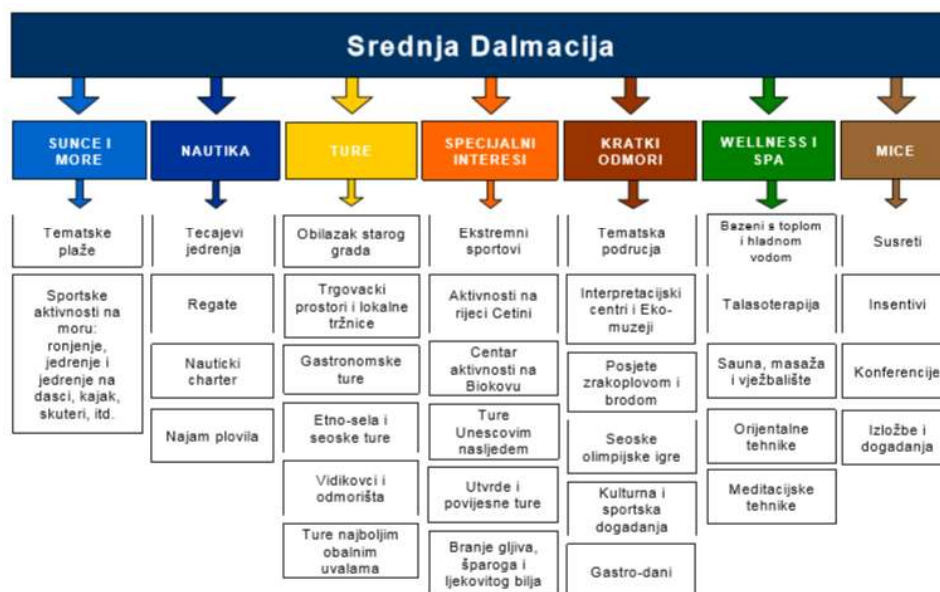 Srednja Dalmacija
SUNCE I
MORE
NAUTIKA
TURE
SPECIJALNI
INTERESI
KRATKI
ODMORI
WELLNESS I
SPA
MICE
Tematske
plaže
Sportske
aktivnosti na
moru:
ronjenje,
jedrenje i
jedrenje na
dasci, kajak,
skuteri, itd.
Tecajevi
jedrenja
Regate
Nauticki
charter
Najam plovila
Obilazak starog
grada
Trgovacki
prostori i lokalne
tržnice
Gastronomske
ture
Etno-sela i
seoske ture
Vidikovci i
odmorišta
Ture najboljim
obalnim
uvalama
Ekstremni
sportovi
Aktivnosti na
rijeci Cetini
Centar
aktivnosti na
Biokovu
Ture
Unescovim
nasljedem
Utvrde i
povijesne ture
Branje gljiva,
šparoga i
ljekovitog bilja
Tematska
podrucja
Interpretacijski
centri i Eko-
muzeji
Posjete
zrakoplovom i
brodom
Seoske
olimpijske igre
Kulturna i
sportska
dogadanja
Gastro-dani
Bazeni s toplom
i hladnom
vodom
Talasoterapija
Sauna, masaža
i vježbalište
Orijentalne
tehnike
Meditacijske
tehnike
Susreti
Insentivi
Konferencije
Izložbe i
dogadanja